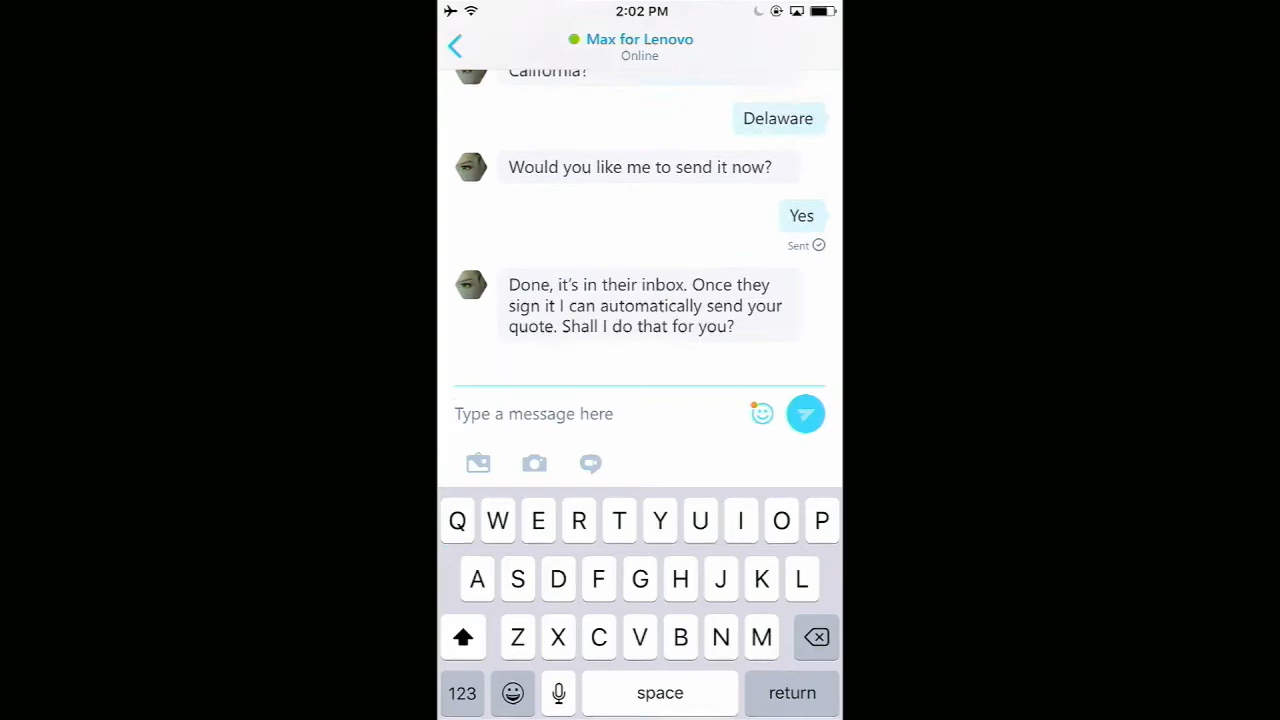 2:02 PM
Max for Lenovo
Online
California?
Delaware
Would you like me to send it now?
Yes
Sent
Done, it's in their inbox. Once they
sign it I can automatically send your
quote. Shall I do that for you?
Type a message here
Q W E R T Y U I O P
A S D F G H J K L
Z X C V B N M
123 space return